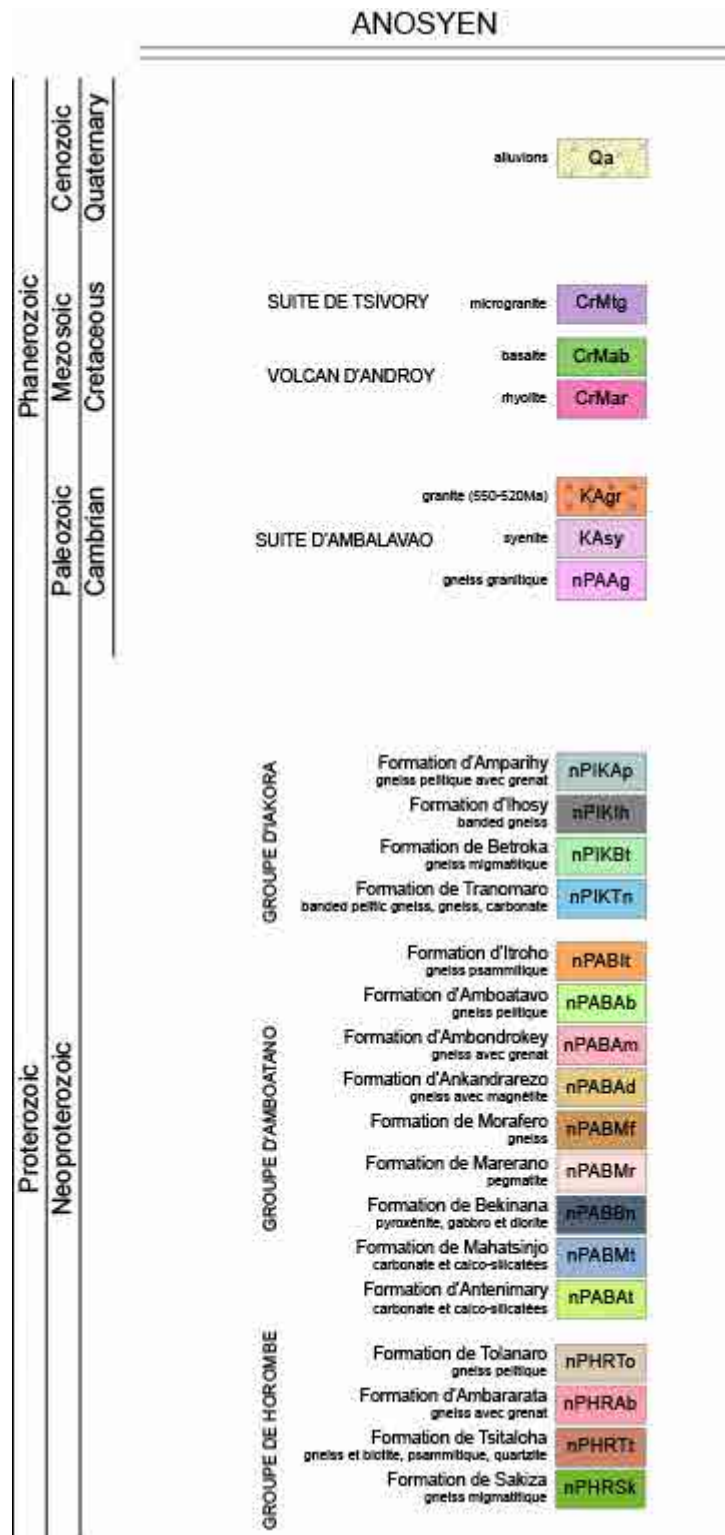 ANOSYEN
Phanerozoic
Cenozoic
Quaternary
alluvions Qa
Mezosoic
Cretaceous
SUITE DE TSIVORY microgranite CrMtg
VOLCAN D'ANDROY
basalte CrMab
rhyolite CrMar
Paleozoic
Cambrian
SUITE D'AMBALAVAO
granite (550-520Ma) KAgr
syenite KAsy
gneiss granitique nPAAg
Proterozoic
Neoproterozoic
GROUPE D'IAKORA
Formation d'Amparihy
gneiss pelitique avec grenat
nPIKAp
Formation d'Ihosy
banded gneiss
nPIKIh
Formation de Betroka
gneiss migmatitique
nPIKBt
Formation de Tranomaro
banded pelitic gneiss, gneiss, carbonate
nPIKTn
GROUPE D'AMBOATANO
Formation d'Itroho
gneiss psammitique
nPABIt
Formation d'Amboatavo
gneiss pelitique
nPABAb
Formation d'Ambondrokey
gneiss avec grenat
nPABAm
Formation d'Ankandrarezo
gneiss avec magnétite
nPABAd
Formation de Morafero
gneiss
nPABMf
Formation de Marerano
pegmatite
nPABMr
Formation de Bekinana
pyroxénite, gabbro et diorite
nPABBn
Formation de Mahatsinjo
carbonate et calco-silicatées
nPABMt
Formation d'Antenimary
carbonate et calco-silicatées
nPABAt
GROUPE DE HOROMBE
Formation de Tolanaro
gneiss pelitique
nPHRTo
Formation d'Ambararata
gneiss avec grenat
nPHRAb
Formation de Tsitaloha
gneiss et biotite, psammitique, quartzite
nPHRTt
Formation de Sakiza
gneiss migmatitique
nPHRSk